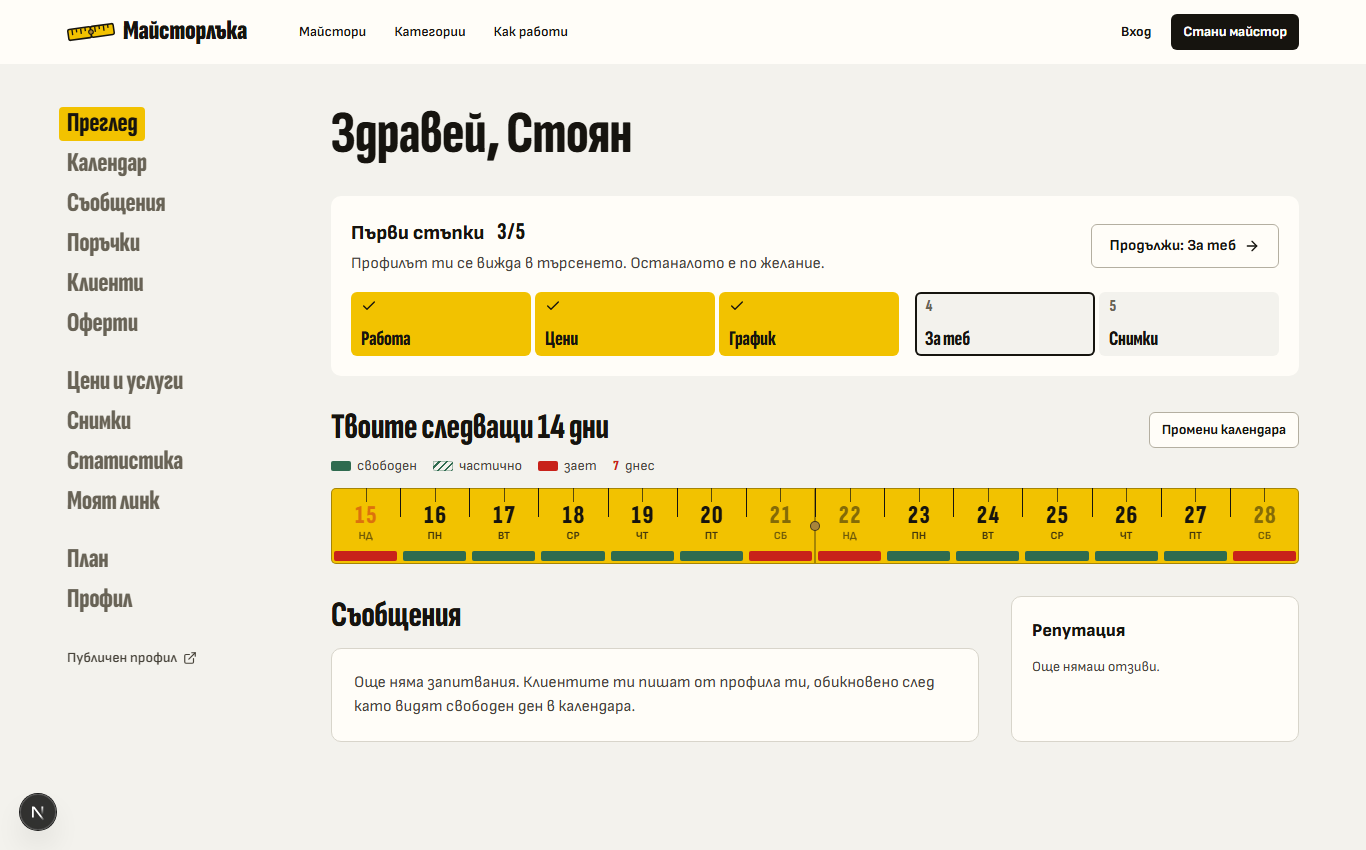 Майсторлъка
Майстори
Категории
Как работи
Вход
Стани майстор
Преглед
Календар
Съобщения
Поръчки
Клиенти
Оферти
Цени и услуги
Снимки
Статистика
Моят линк
План
Профил
Публичен профил
Здравей, Стоян
Първи стъпки 3/5
Профилът ти се вижда в търсенето. Останалото е по желание.
Продължи: За теб
Работа
Цени
График
4
За теб
5
Снимки
Твоите следващи 14 дни
Промени календара
свободен
частично
зает
7 днес
15 16 17 18 19 20 21 22 23 24 25 26 27 28
НД ПН ВТ СР ЧТ ПТ СБ НД ПН ВТ СР ЧТ ПТ СБ
Съобщения
Още няма запитвания. Клиентите ти пишат от профила ти, обикновено след
като видят свободен ден в календара.
Репутация
Още нямаш отзиви.
N